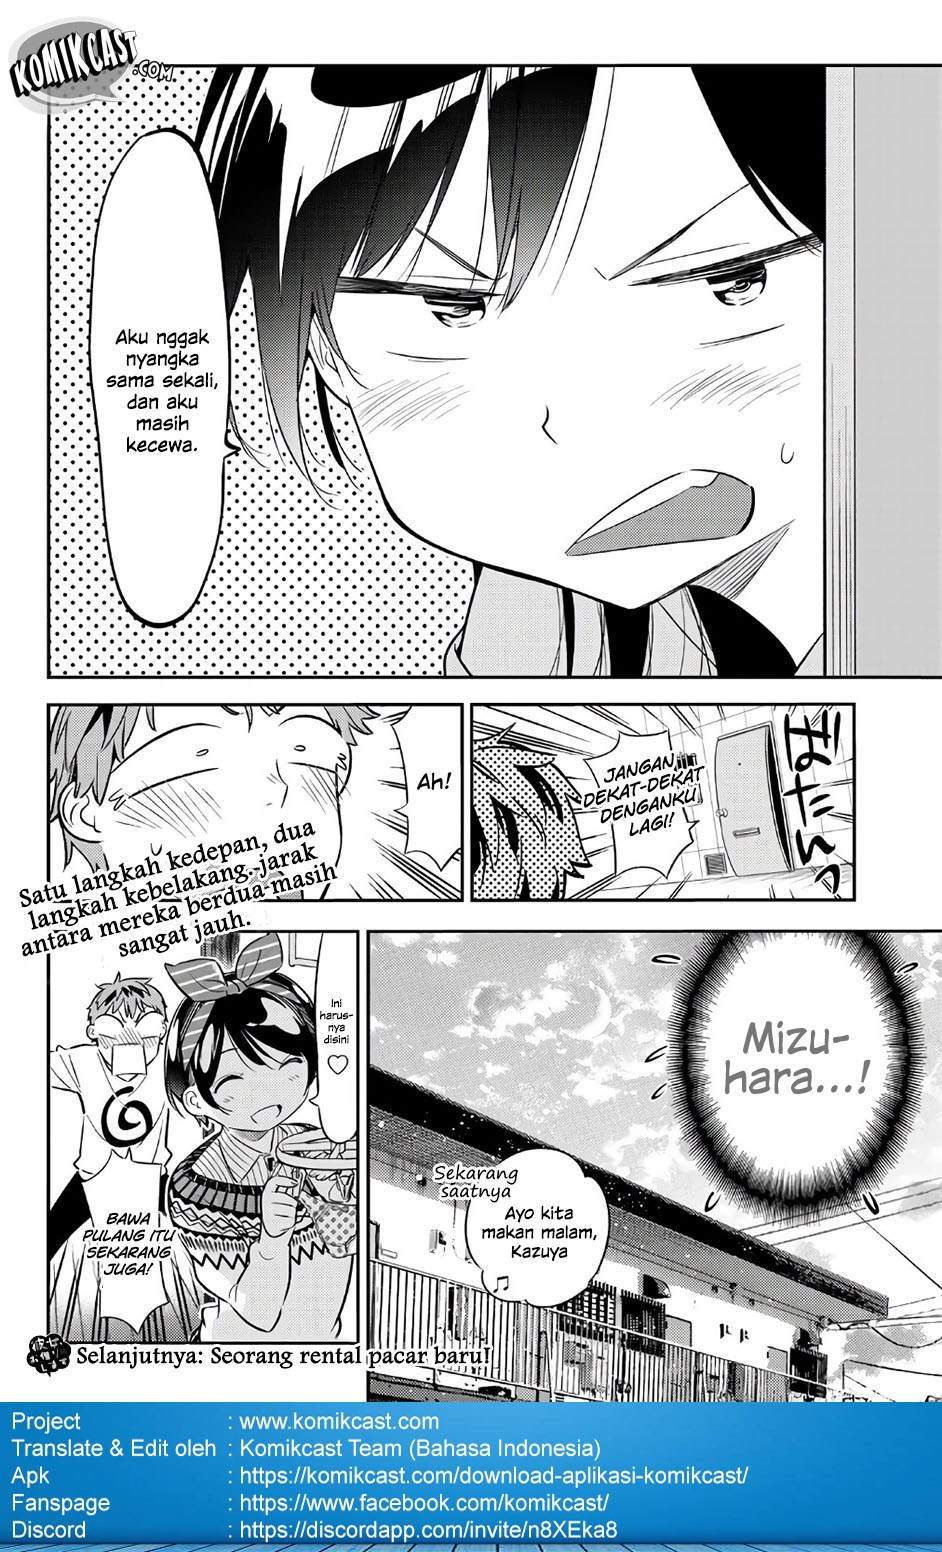 KOMIKCAST
.COM
Aku nggak
nyangka
sama sekali,
dan aku
masih
kecewa.
ばたんっ
JANGAN
DEKAT-DEKAT
DENGANKU
LAGI!
Ah!
Satu langkah kedepan, dua
langkah kebelakang, jarak
antara mereka berdua masih
sangat jauh.
Mizu-
hara...!
Sekarang
saatnya
Ayo kita
makan malam,
Kazuya
♫
Ini
harus-
nya
disini
♡
BAWA
PULANG ITU
SEKARANG
JUGA!
Selanjutnya: Seorang rental pacar baru!
Project : www.komikcast.com
Translate & Edit oleh : Komikcast Team (Bahasa Indonesia)
Apk : https://komikcast.com/download-aplikasi-komikcast/
Fanspage : https://www.facebook.com/komikcast/
Discord : https://discordapp.com/invite/n8XEka8